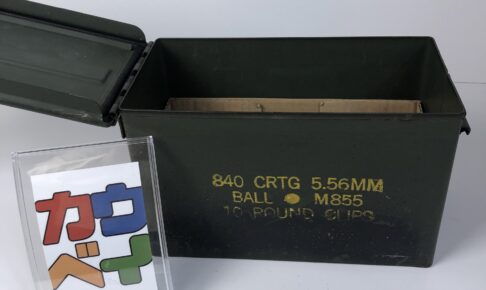 840 CRTG 5.56MM
BALL ● M855
10 ROUND CLIPS
カウ
ベイ